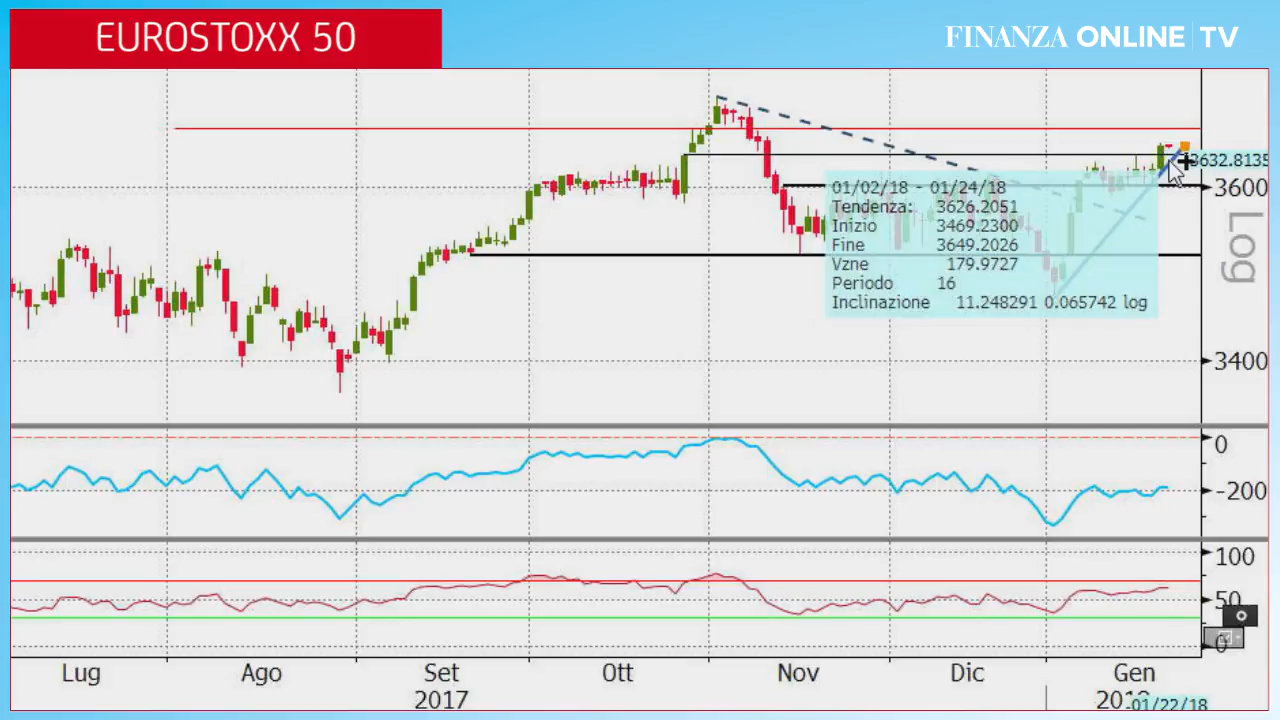 EUROSTOXX 50
FINANZA ONLINE TV
3632.8135
3600
01/02/18 - 01/24/18
Tendenza: 3626.2051
Inizio 3469.2300
Fine 3649.2026
Vzne 179.9727
Periodo 16
Inclinazione 11.248291 0.065742 log
Log
3400
0
-200
100
50
0
Lug Ago Set Ott Nov Dic Gen
2017
01/22/18